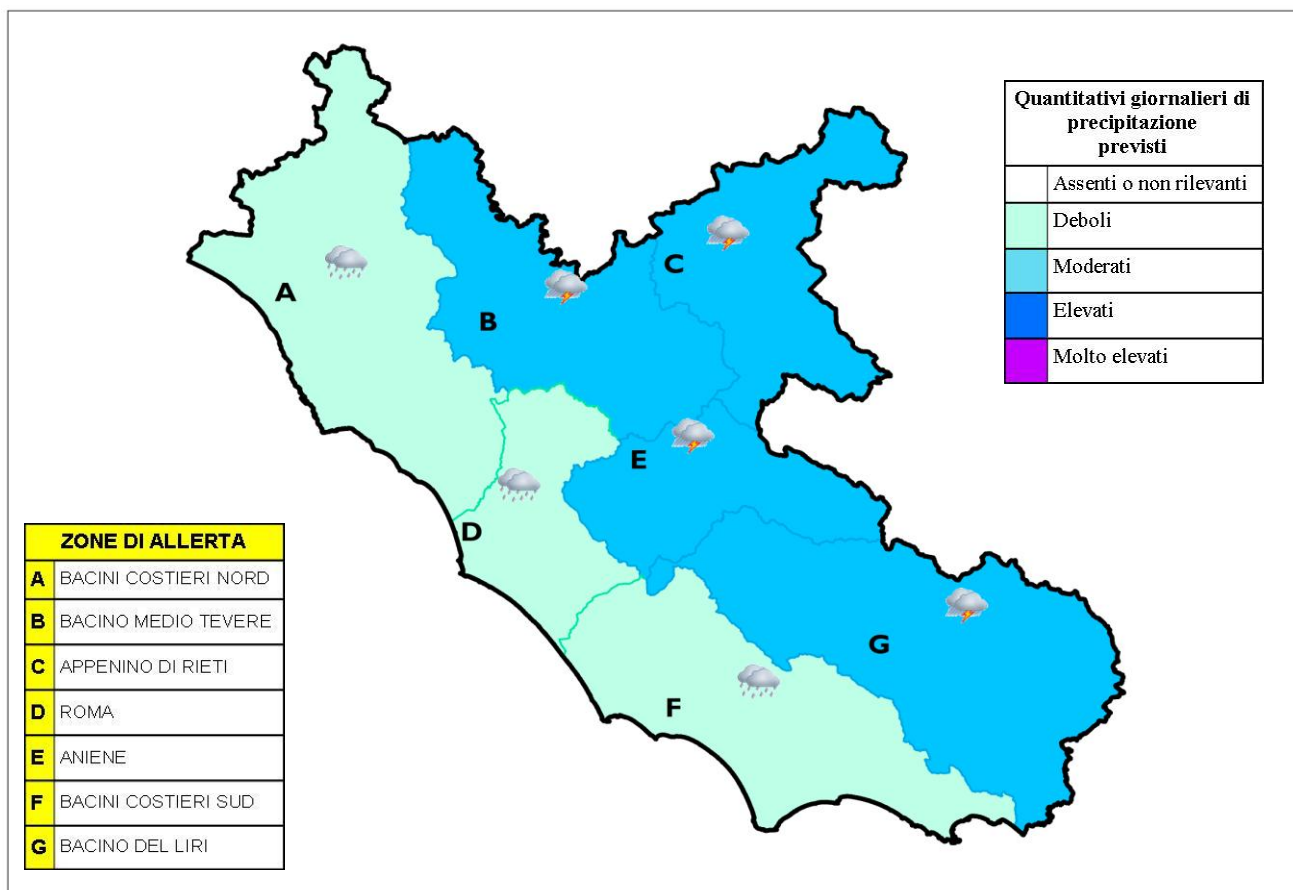 Quantitativi giornalieri di
precipitazione
previsti
Assenti o non rilevanti
Deboli
Moderati
Elevati
Molto elevati
A
B
C
D
E
F
G
ZONE DI ALLERTA
A BACINI COSTIERI NORD
B BACINO MEDIO TEVERE
C APPENINO DI RIETI
D ROMA
E ANIENE
F BACINI COSTIERI SUD
G BACINO DEL LIRI